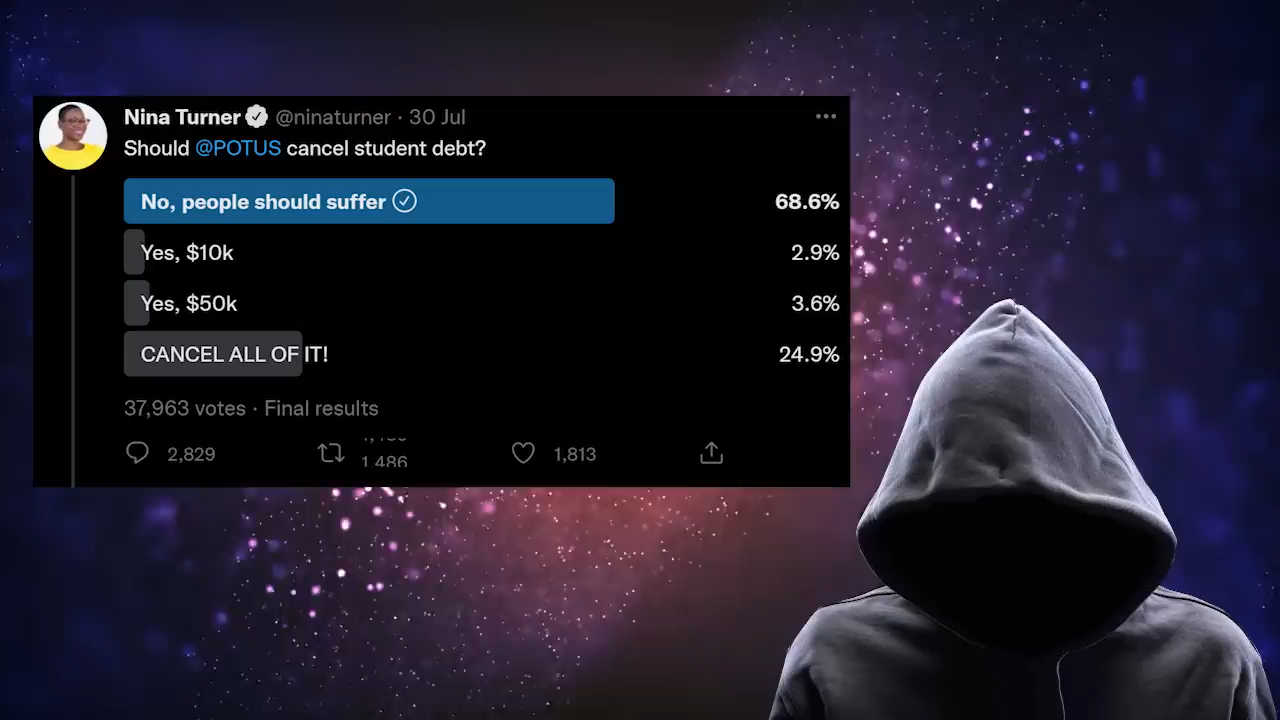 Nina Turner @ninaturner · 30 Jul
Should @POTUS cancel student debt?
No, people should suffer 68.6%
Yes, $10k 2.9%
Yes, $50k 3.6%
CANCEL ALL OF IT! 24.9%
37,963 votes · Final results
2,829 1,486 1,813